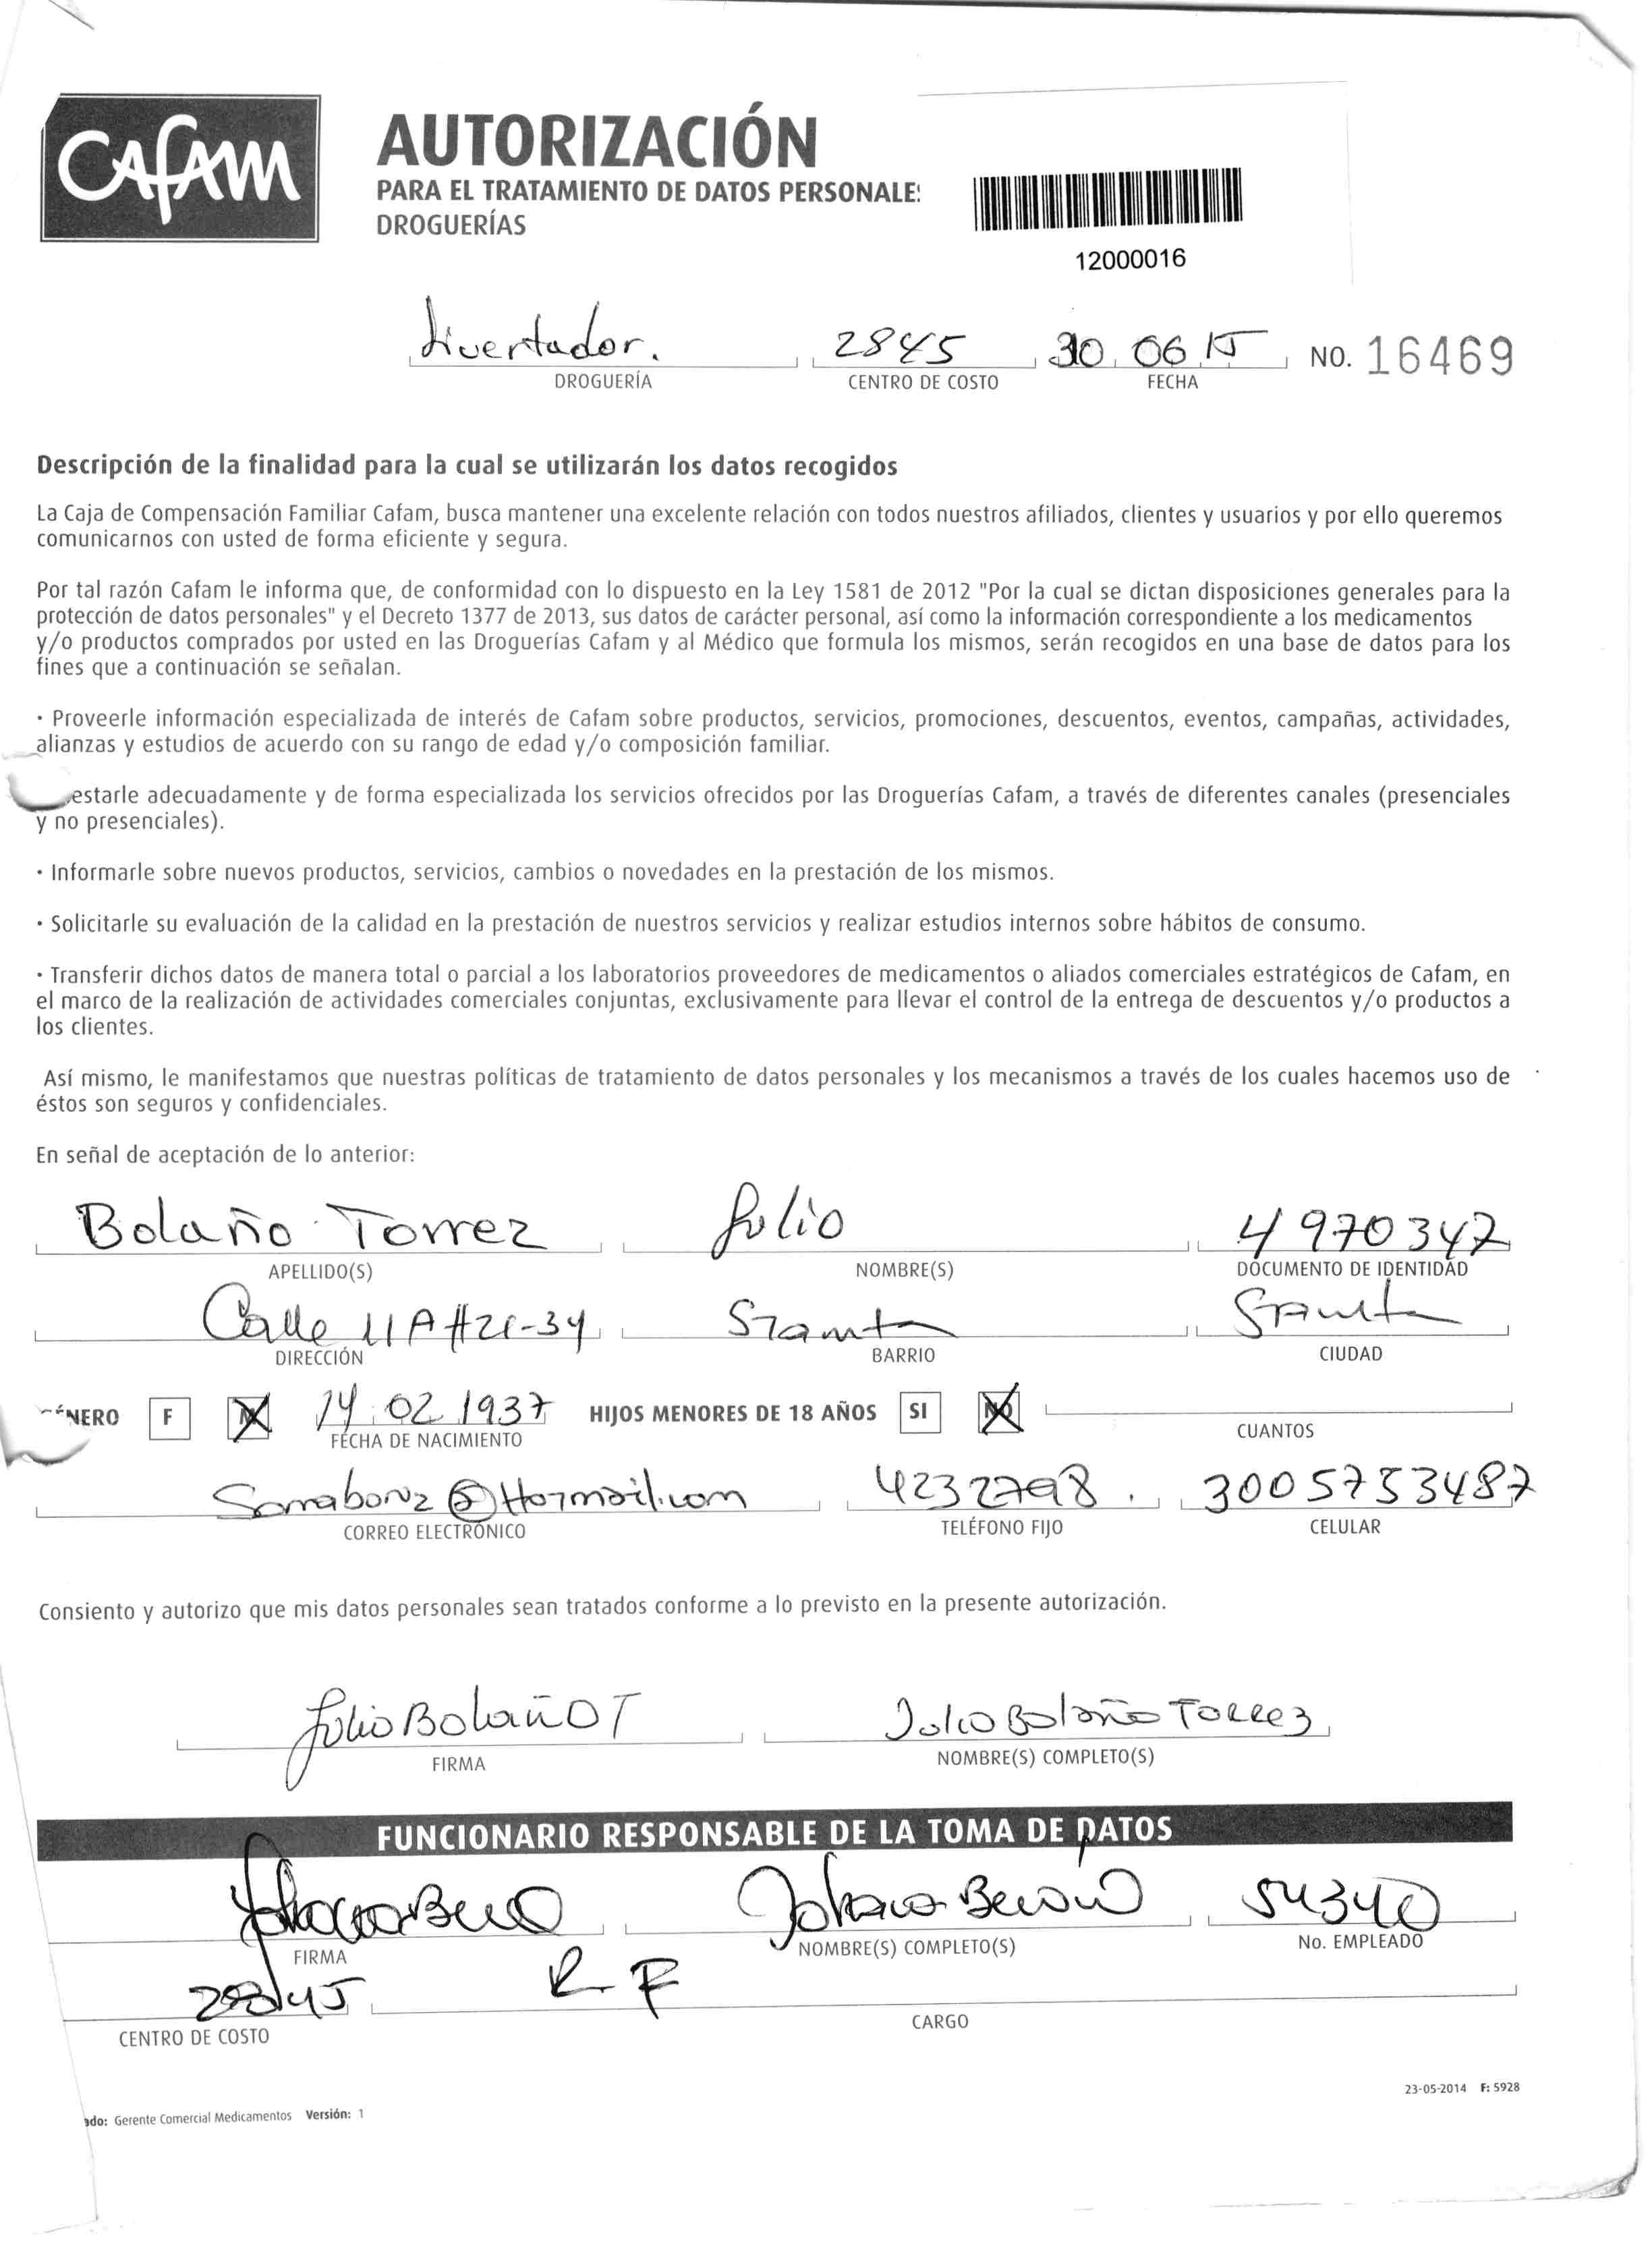 Cafam
AUTORIZACIÓN
PARA EL TRATAMIENTO DE DATOS PERSONALE
DROGUERÍAS
12000016
Livertador. 2845 30 06 15 NO. 16469
DROGUERÍA CENTRO DE COSTO FECHA
Descripción de la finalidad para la cual se utilizarán los datos recogidos
La Caja de Compensación Familiar Cafam, busca mantener una excelente relación con todos nuestros afiliados, clientes y usuarios y por ello queremos
comunicarnos con usted de forma eficiente y segura.
Por tal razón Cafam le informa que, de conformidad con lo dispuesto en la Ley 1581 de 2012 "Por la cual se dictan disposiciones generales para la
protección de datos personales" y el Decreto 1377 de 2013, sus datos de carácter personal, así como la información correspondiente a los medicamentos
y/o productos comprados por usted en las Droguerías Cafam y al Médico que formula los mismos, serán recogidos en una base de datos para los
fines que a continuación se señalan.
· Proveerle información especializada de interés de Cafam sobre productos, servicios, promociones, descuentos, eventos, campañas, actividades,
alianzas y estudios de acuerdo con su rango de edad y/o composición familiar.
estarle adecuadamente y de forma especializada los servicios ofrecidos por las Droguerías Cafam, a través de diferentes canales (presenciales
y no presenciales).
· Informarle sobre nuevos productos, servicios, cambios o novedades en la prestación de los mismos.
· Solicitarle su evaluación de la calidad en la prestación de nuestros servicios y realizar estudios internos sobre hábitos de consumo.
· Transferir dichos datos de manera total o parcial a los laboratorios proveedores de medicamentos o aliados comerciales estratégicos de Cafam, en
el marco de la realización de actividades comerciales conjuntas, exclusivamente para llevar el control de la entrega de descuentos y/o productos a
los clientes.
Así mismo, le manifestamos que nuestras políticas de tratamiento de datos personales y los mecanismos a través de los cuales hacemos uso de
éstos son seguros y confidenciales.
En señal de aceptación de lo anterior:
Bolaño Torrez Julio 4970347
APELLIDO(S) NOMBRE(S) DOCUMENTO DE IDENTIDAD
Calle 11A #21-34 Stamta Stamta
DIRECCIÓN BARRIO CIUDAD
ÉNERO F M 14 02 1937 HIJOS MENORES DE 18 AÑOS SI NO
FECHA DE NACIMIENTO CUANTOS
@Hotmail.com 4232798 . 3005753487
CORREO ELECTRÓNICO TELÉFONO FIJO CELULAR
Consiento y autorizo que mis datos personales sean tratados conforme a lo previsto en la presente autorización.
Julio Bolaño T Julio Bolaño Torrez
FIRMA NOMBRE(S) COMPLETO(S)
FUNCIONARIO RESPONSABLE DE LA TOMA DE DATOS
Johana 54340
FIRMA NOMBRE(S) COMPLETO(S) No. EMPLEADO
R F
CENTRO DE COSTO CARGO
23-05-2014 F: 5928
ado: Gerente Comercial Medicamentos Versión: 1